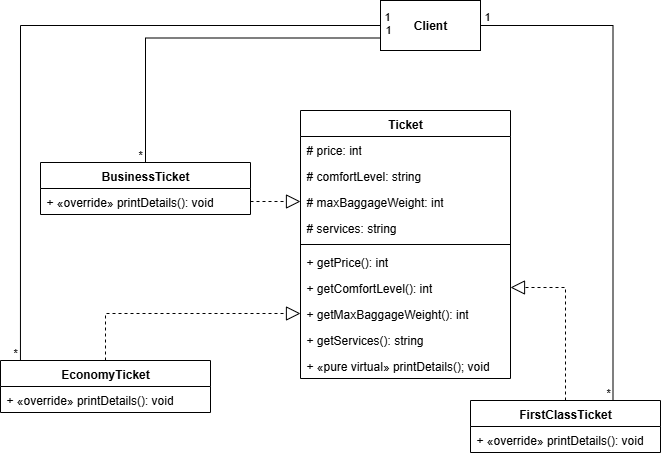 Client
1
1
1
*
*
*
Ticket
# price: int
# comfortLevel: string
# maxBaggageWeight: int
# services: string
+ getPrice(): int
+ getComfortLevel(): int
+ getMaxBaggageWeight(): int
+ getServices(): string
+ «pure virtual» printDetails(); void
BusinessTicket
+ «override» printDetails(): void
EconomyTicket
+ «override» printDetails(): void
FirstClassTicket
+ «override» printDetails(): void